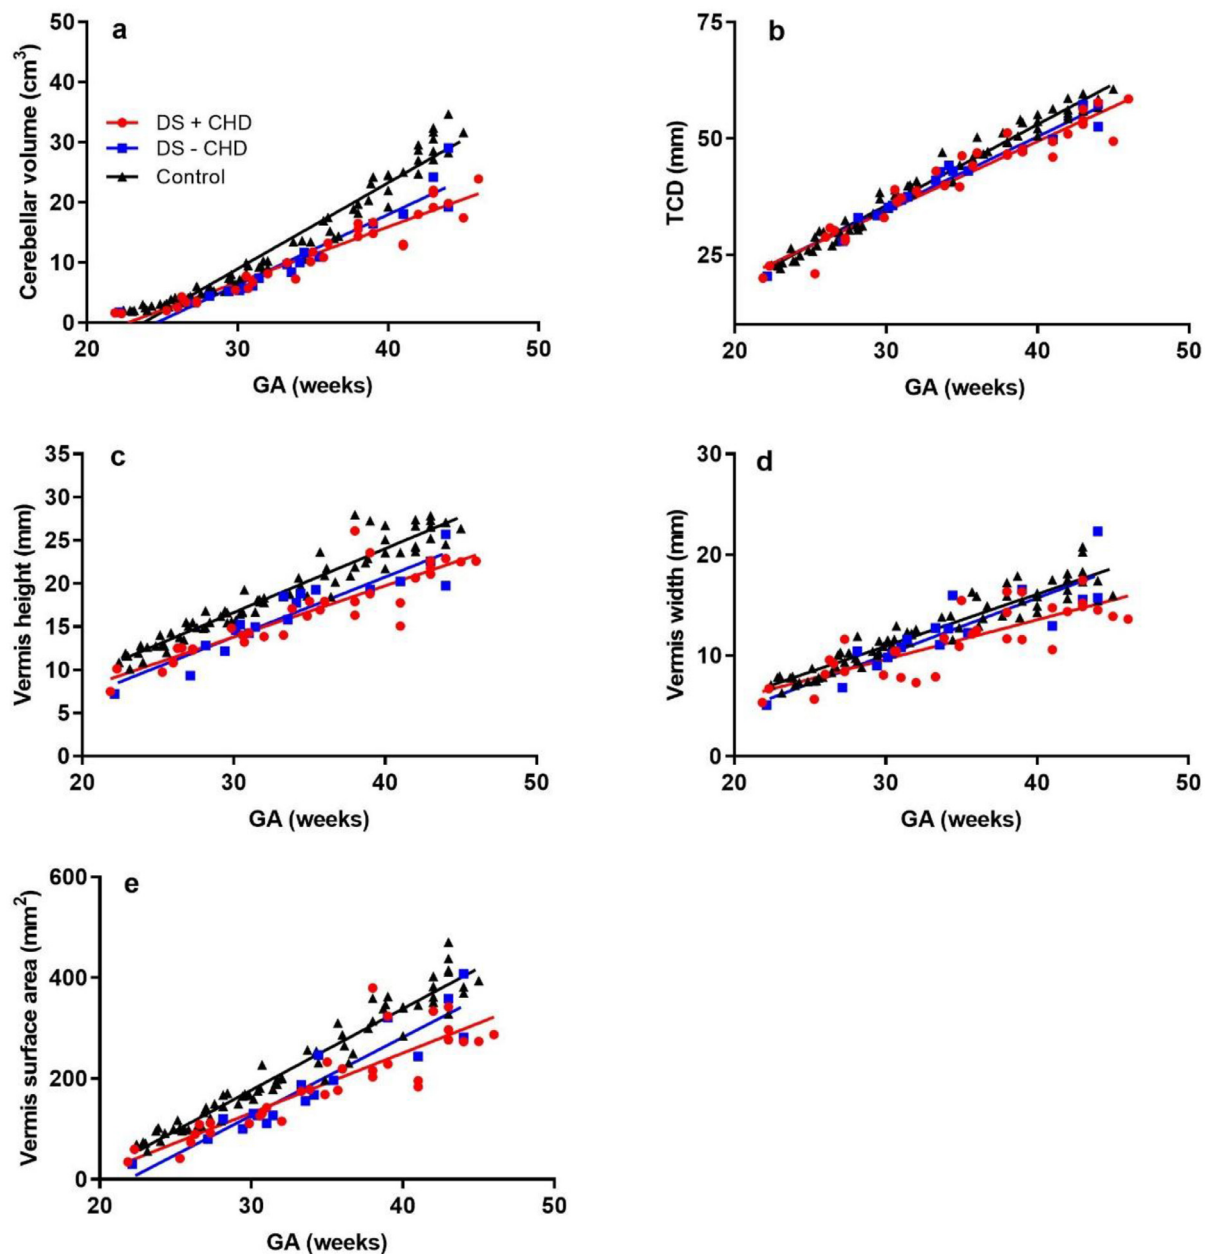 a
Cerebellar volume (cm³)
50
40
30
20
10
0
DS + CHD
DS - CHD
Control
30
40
50
GA (weeks)
b
TCD (mm)
75
50
25
20
30
40
50
GA (weeks)
c
Vermis height (mm)
35
30
25
20
15
10
5
0
20
30
40
50
GA (weeks)
d
Vermis width (mm)
30
20
10
0
20
30
40
50
GA (weeks)
e
Vermis surface area (mm²)
600
400
200
0
20
30
40
50
GA (weeks)
20